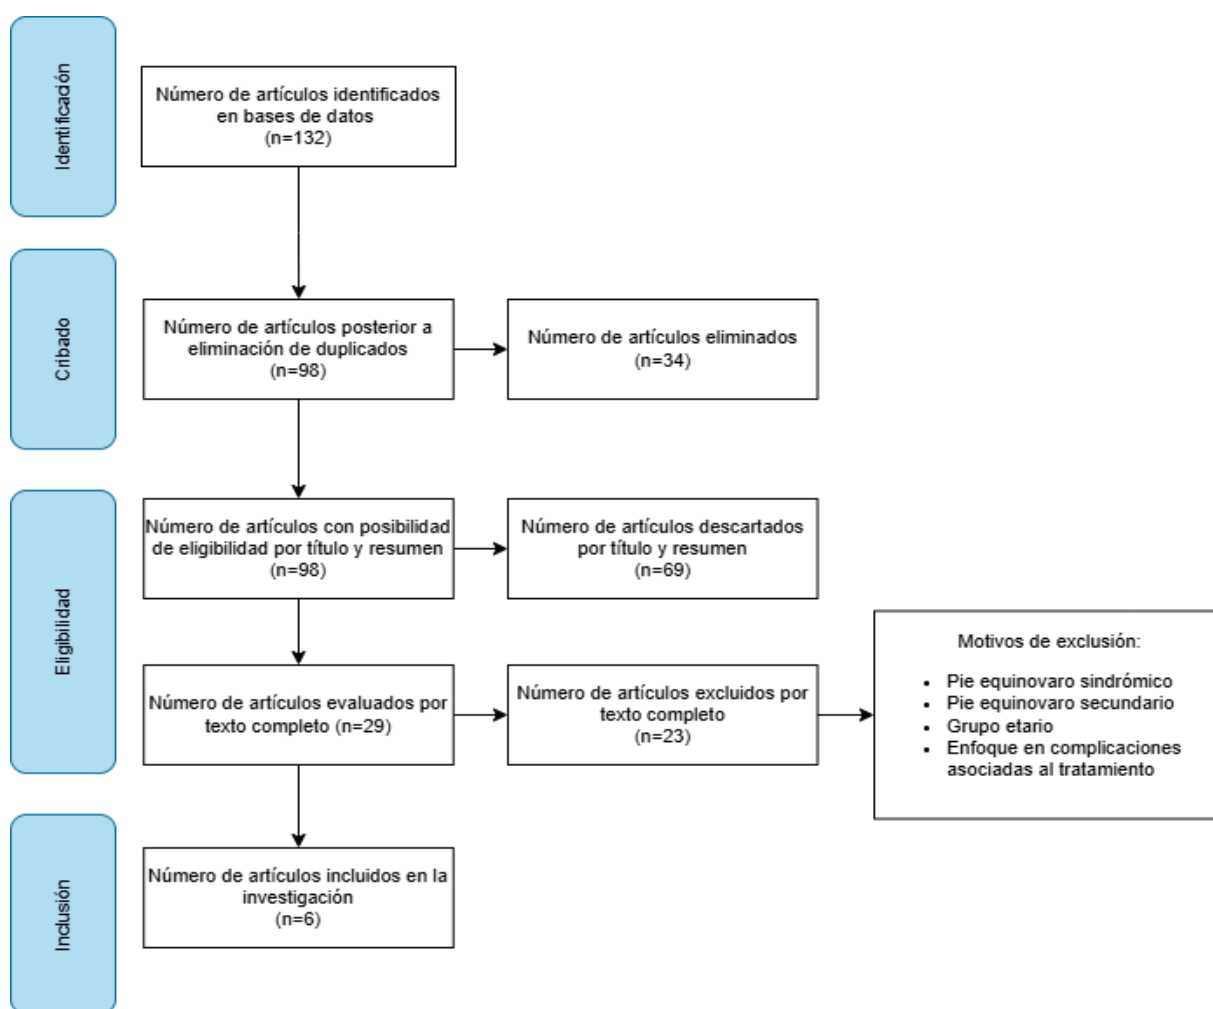 Identificación
Número de artículos identificados
en bases de datos
(n=132)
Cribado
Número de artículos posterior a
eliminación de duplicados
(n=98)
Número de artículos eliminados
(n=34)
Eligibilidad
Número de artículos con posibilidad
de eligibilidad por título y resumen
(n=98)
Número de artículos descartados
por título y resumen
(n=69)
Número de artículos evaluados por
texto completo (n=29)
Número de artículos excluidos por
texto completo
(n=23)
Motivos de exclusión:
• Pie equinovaro sindrómico
• Pie equinovaro secundario
• Grupo etario
• Enfoque en complicaciones
asociadas al tratamiento
Inclusión
Número de artículos incluidos en la
investigación
(n=6)